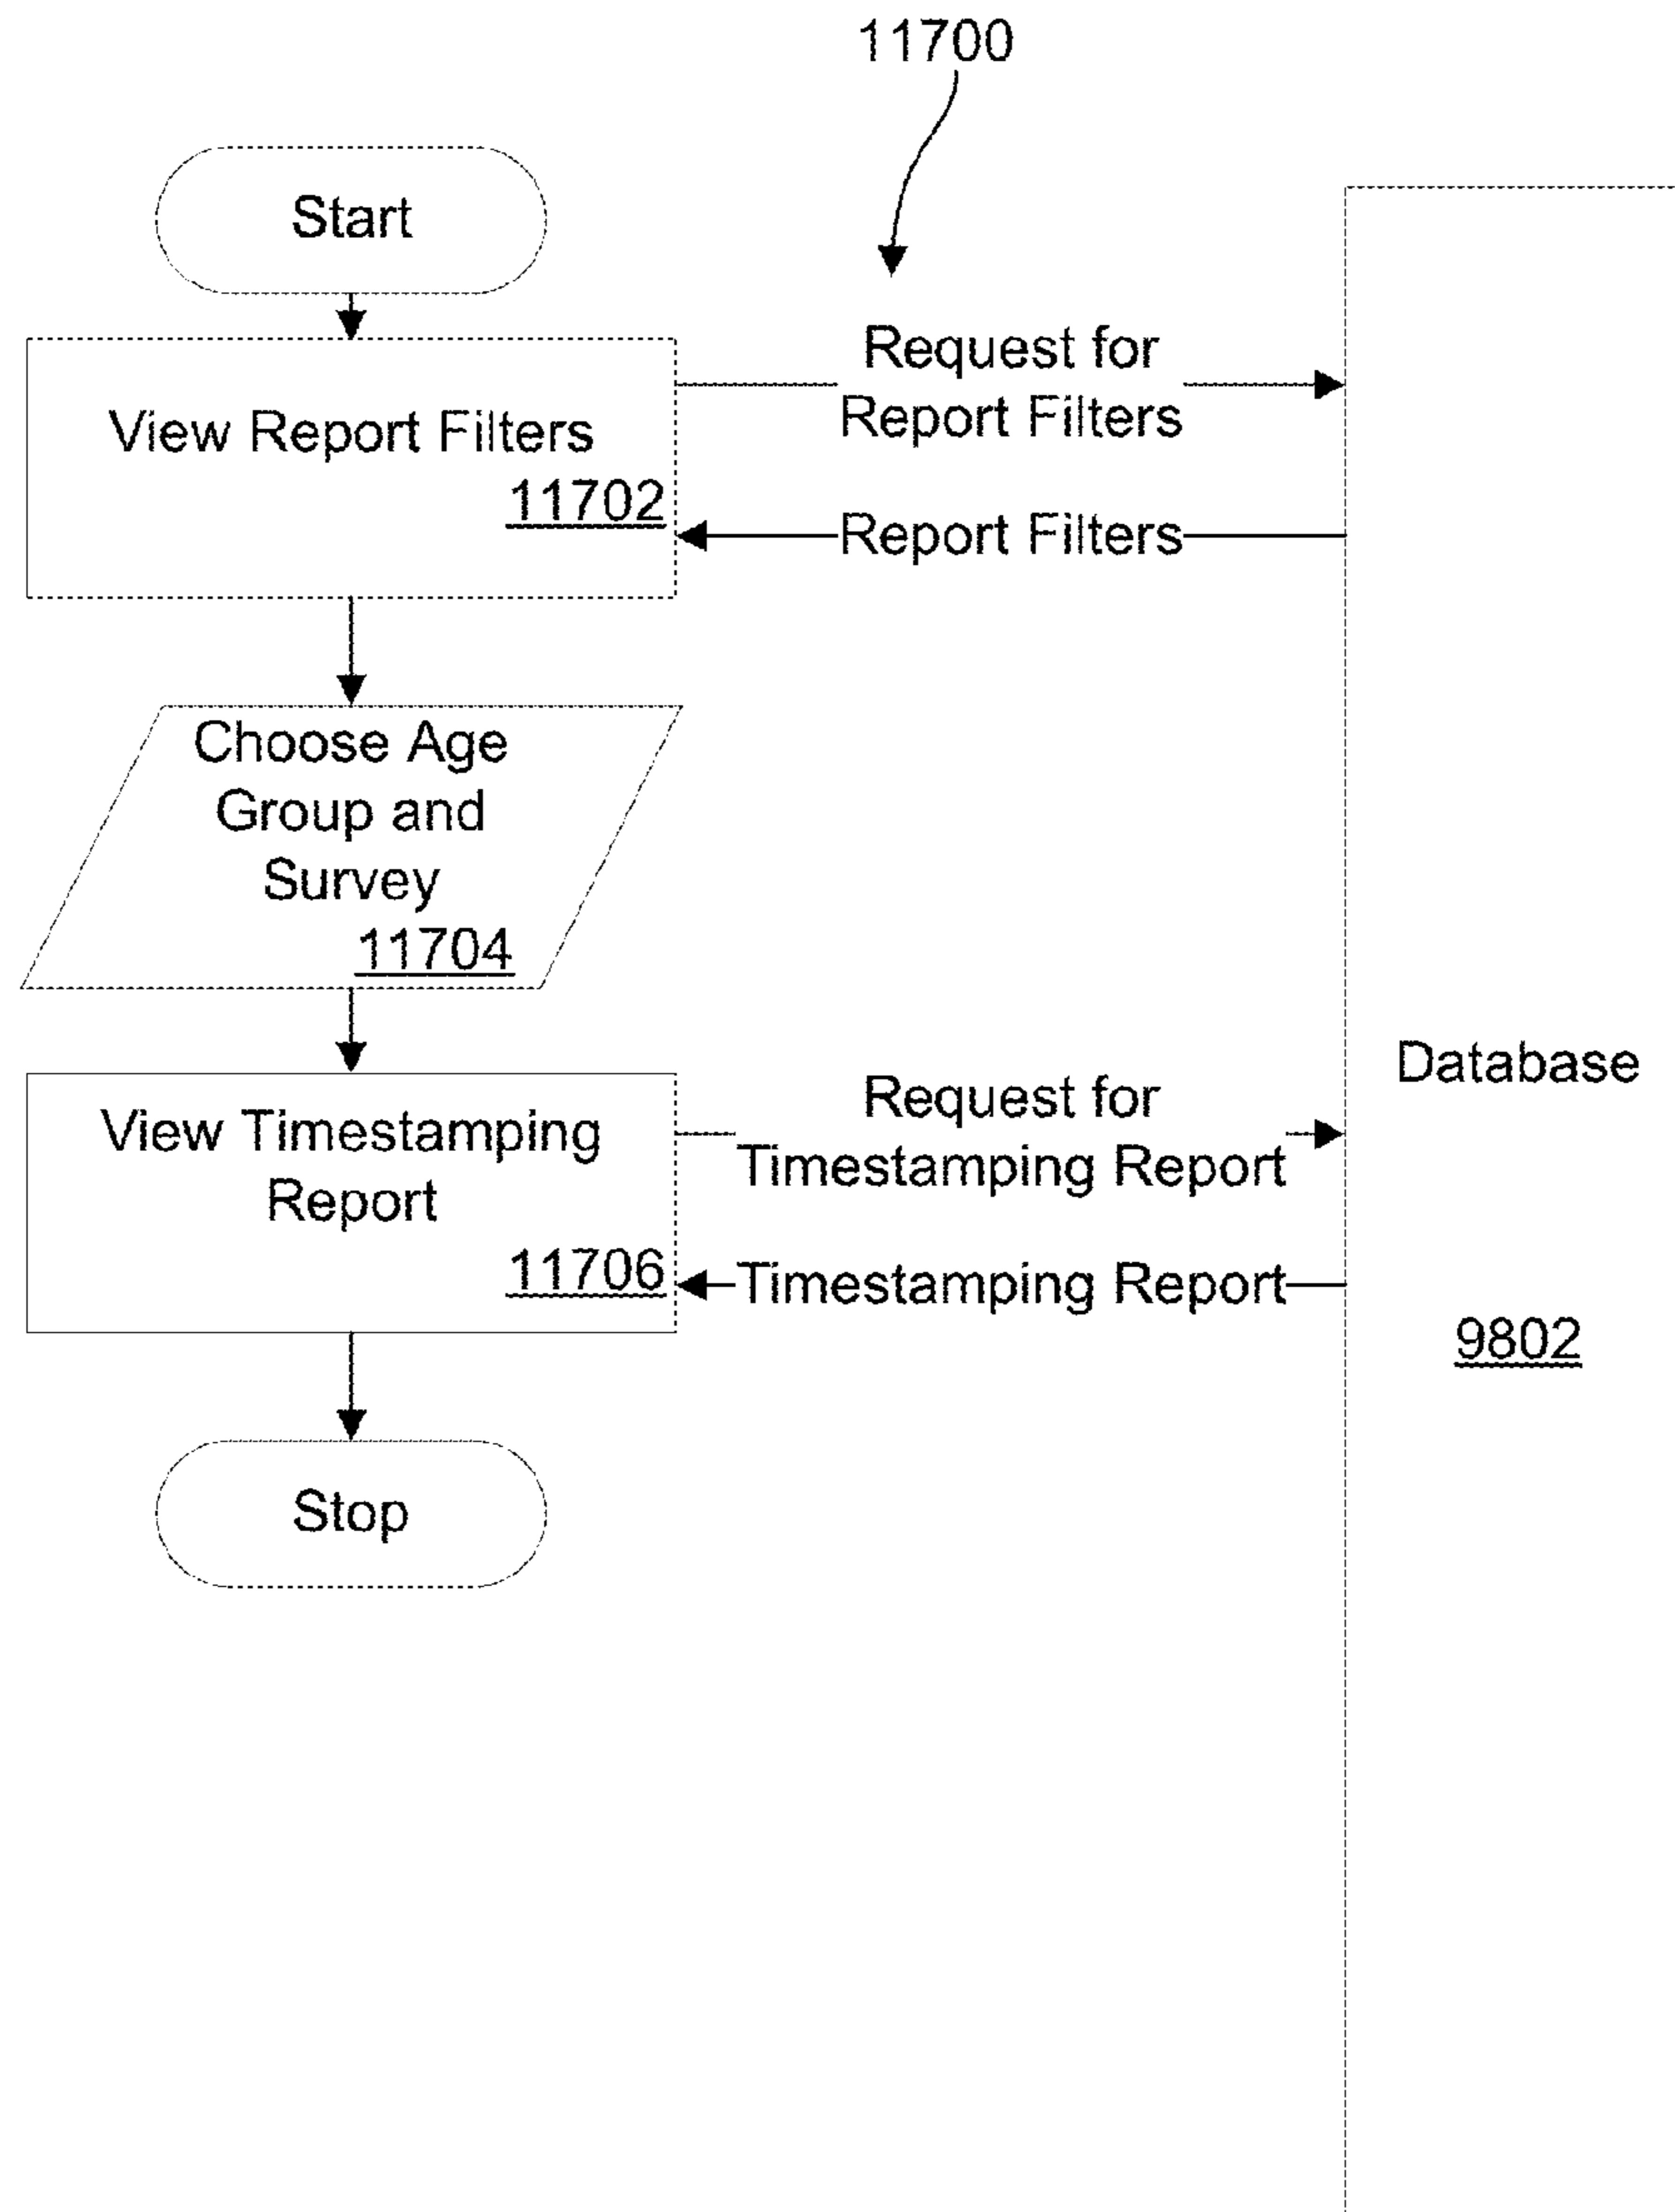 11700
Start
View Report Filters
11702
Request for
Report Filters
Report Filters
Choose Age
Group and
Survey
11704
View Timestamping
Report
11706
Request for
Timestamping Report
Timestamping Report
Database
9802
Stop